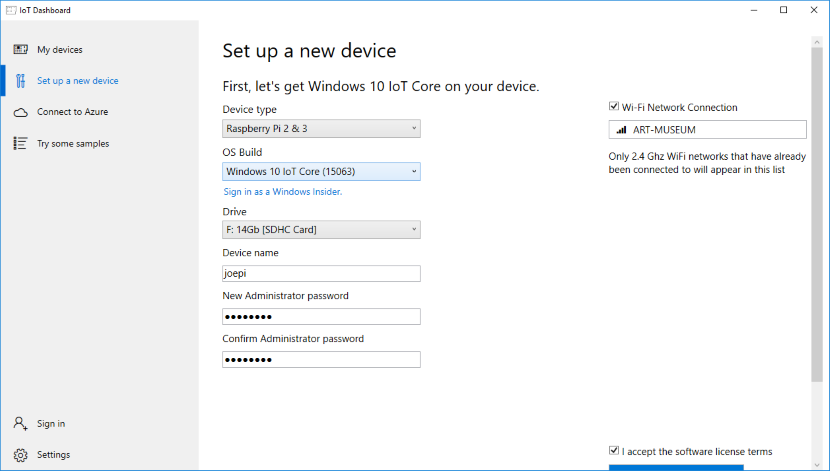 IoT Dashboard
My devices
Set up a new device
Connect to Azure
Try some samples
Sign in
Settings
Set up a new device
First, let's get Windows 10 IoT Core on your device.
Device type
Raspberry Pi 2 & 3
OS Build
Windows 10 IoT Core (15063)
Sign in as a Windows Insider.
Drive
F: 14Gb [SDHC Card]
Device name
joepi
New Administrator password
●●●●●●●●
Confirm Administrator password
●●●●●●●●
Wi-Fi Network Connection
ART-MUSEUM
Only 2.4 Ghz WiFi networks that have already
been connected to will appear in this list
I accept the software license terms